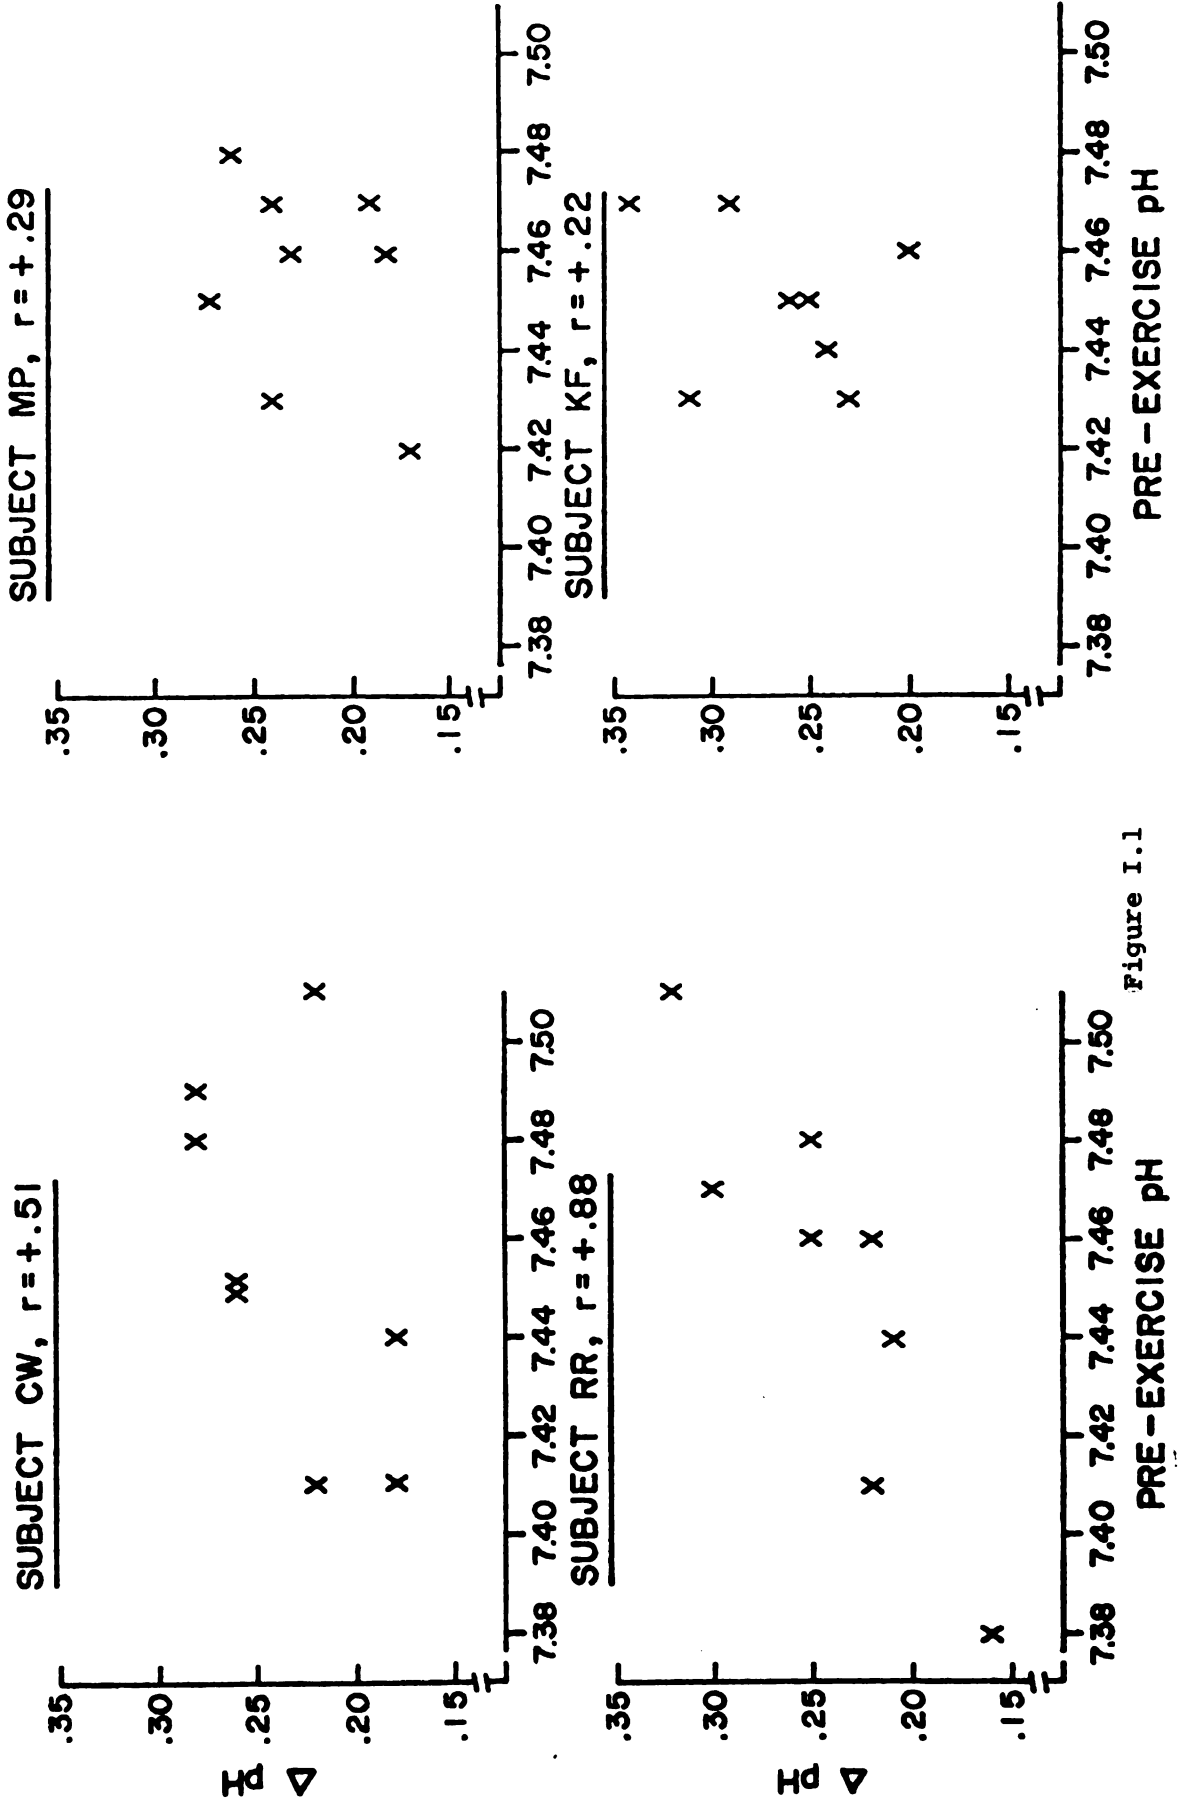 SUBJECT CW, r=+.51
.35
.30
.25
.20
.15
Δ pH
7.38 7.40 7.42 7.44 7.46 7.48 7.50
SUBJECT MP, r=+.29
.35
.30
.25
.20
.15
7.38 7.40 7.42 7.44 7.46 7.48 7.50
SUBJECT RR, r=+.88
.35
.30
.25
.20
.15
Δ pH
7.38 7.40 7.42 7.44 7.46 7.48 7.50
PRE-EXERCISE pH
SUBJECT KF, r=+.22
.35
.30
.25
.20
.15
7.38 7.40 7.42 7.44 7.46 7.48 7.50
PRE-EXERCISE pH
Figure I.1